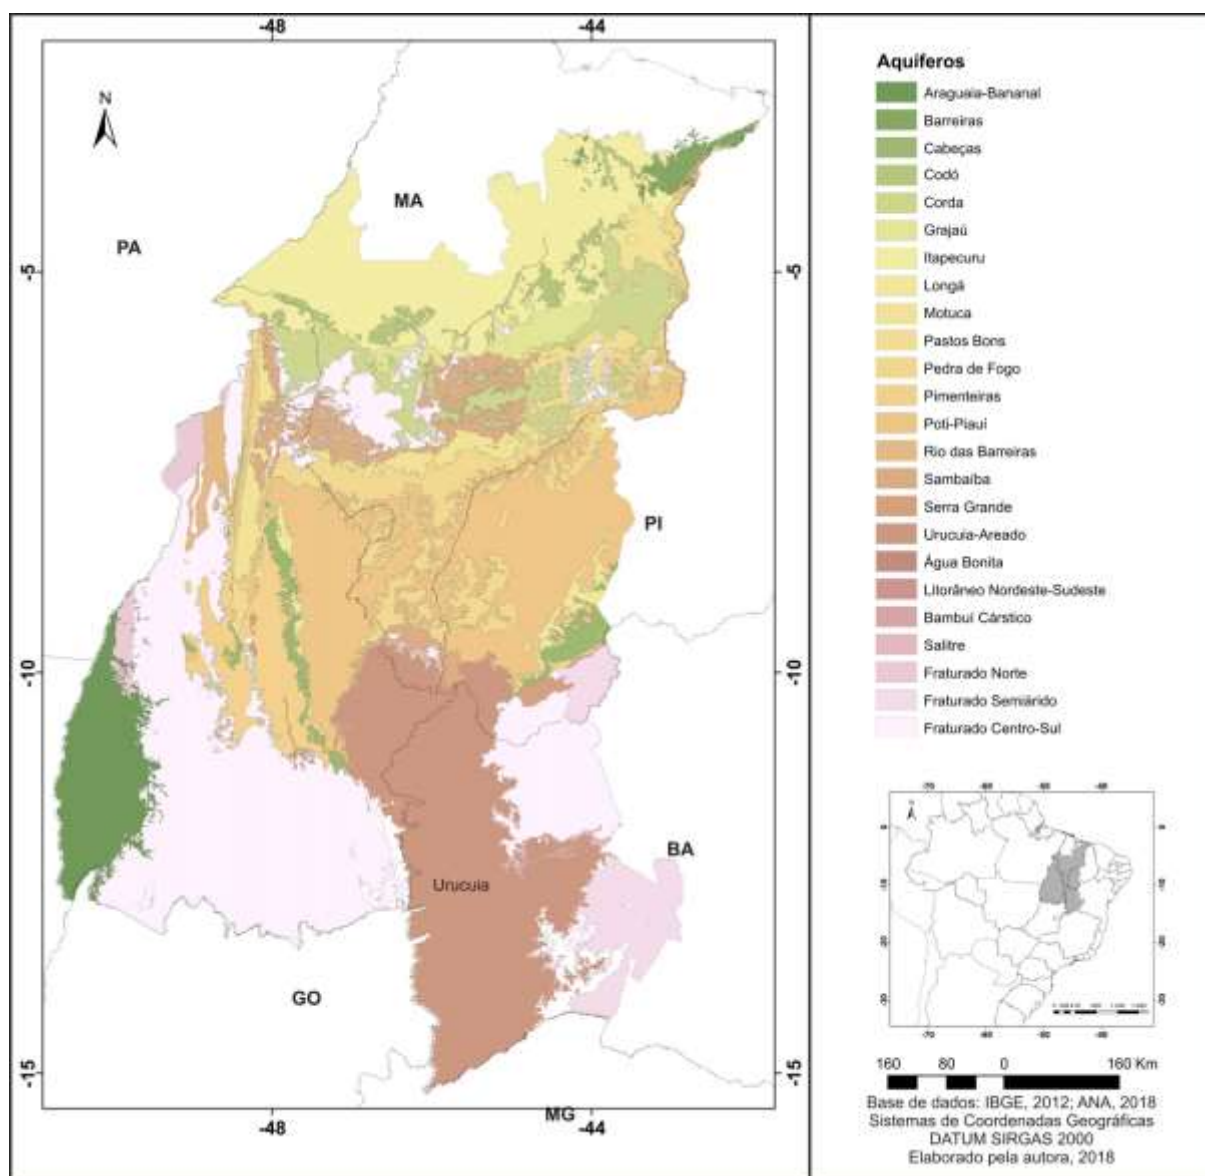 -48
-44
N
MA
PA
-5
-5
PI
-10
-10
BA
Urucuia
GO
-15
-15
MG
-48
-44
Aquíferos
Araguaia-Bananal
Barreiras
Cabeças
Codó
Corda
Grajaú
Itapecuru
Longá
Motuca
Pastos Bons
Pedra de Fogo
Pimenteiras
Poti-Piauí
Rio das Barreiras
Sambaíba
Serra Grande
Urucuia-Areado
Água Bonita
Litorâneo Nordeste-Sudeste
Bambuí Cárstico
Salitre
Fraturado Norte
Fraturado Semiárido
Fraturado Centro-Sul
160 80 0 160 Km
Base de dados: IBGE, 2012; ANA, 2018
Sistemas de Coordenadas Geográficas
DATUM SIRGAS 2000
Elaborado pela autora, 2018